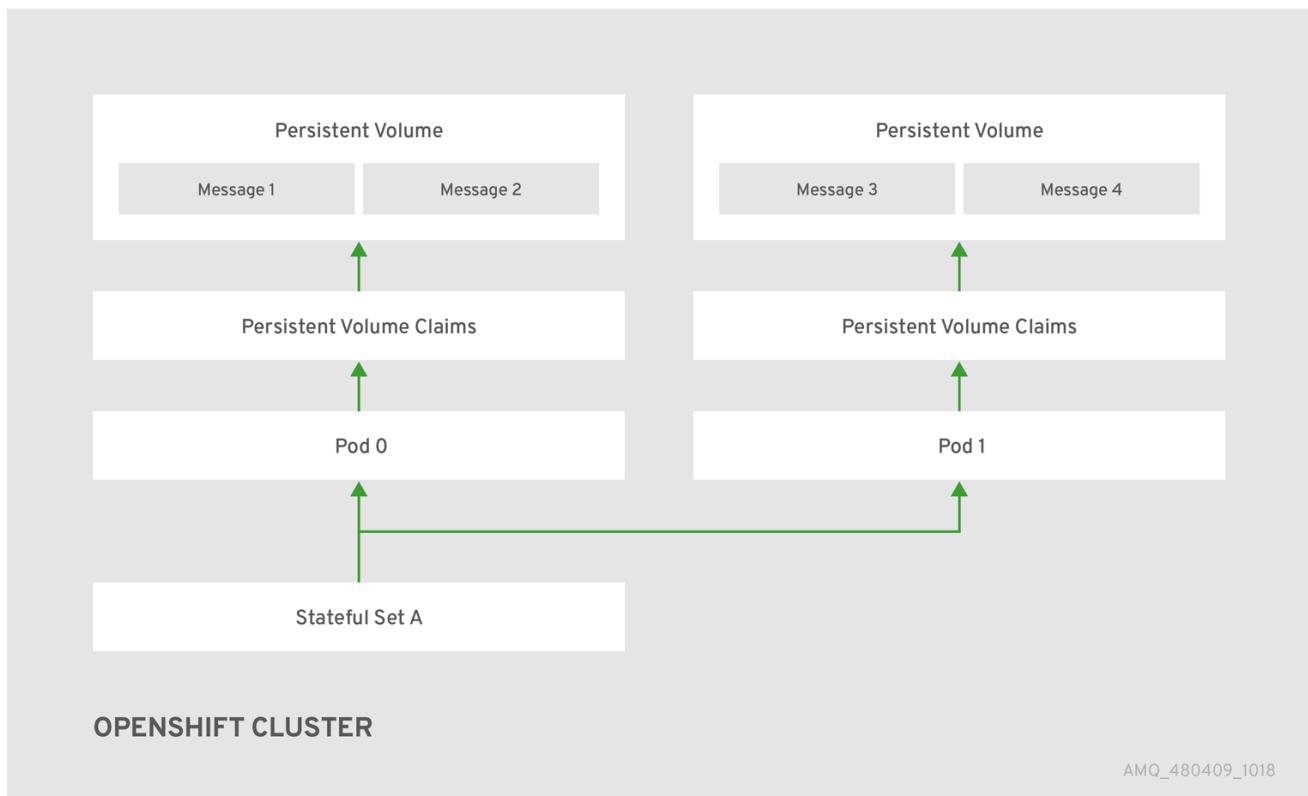 Persistent Volume
Message 1
Message 2
Persistent Volume
Message 3
Message 4
Persistent Volume Claims
Persistent Volume Claims
Pod 0
Pod 1
Stateful Set A
OPENSHIFT CLUSTER
AMQ_480409_1018